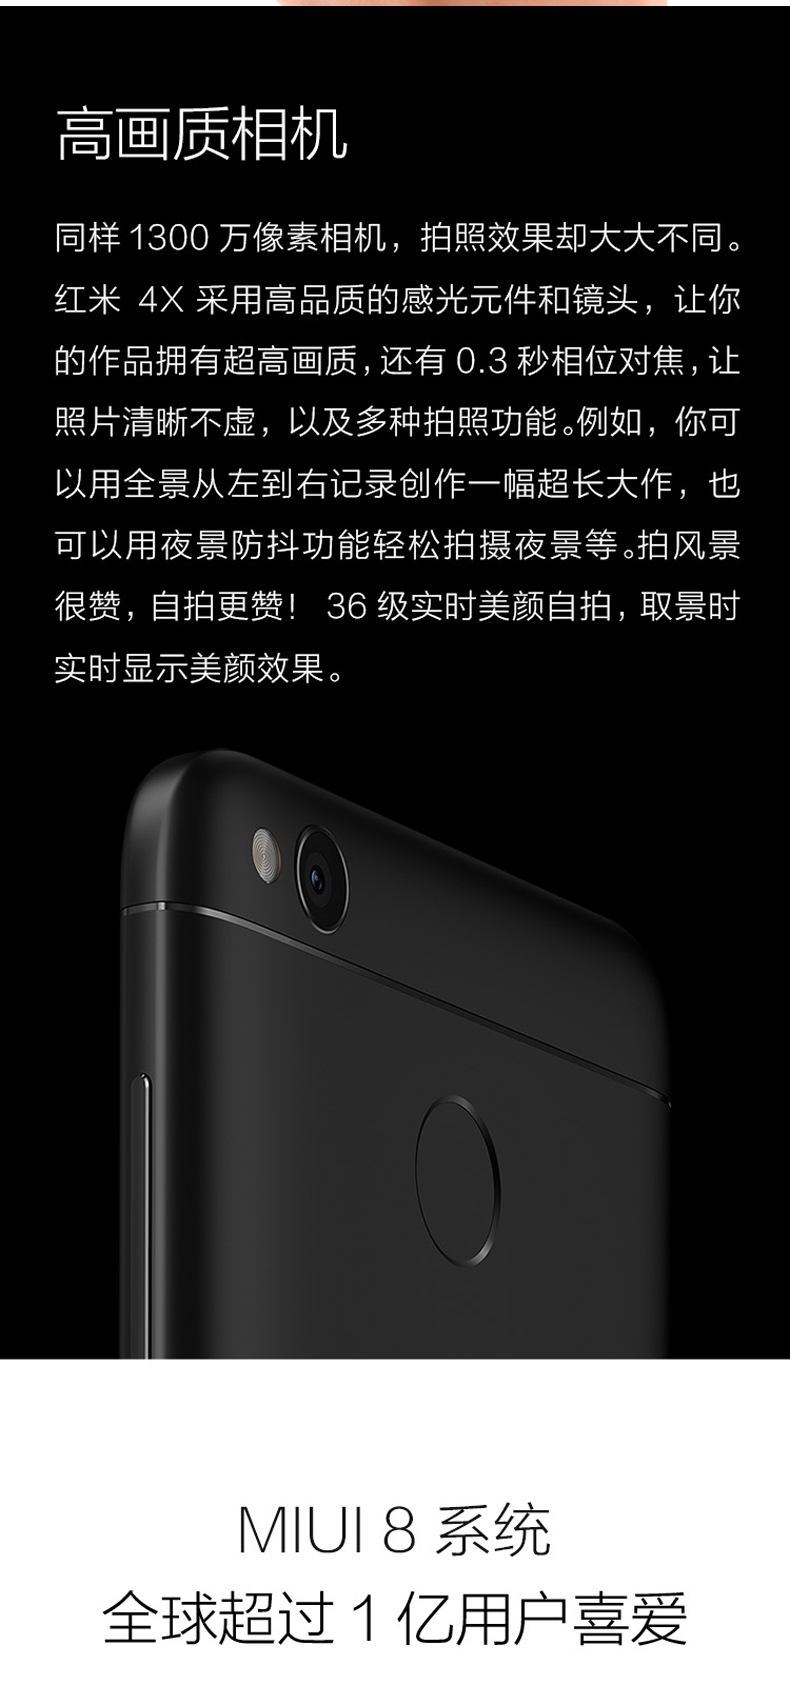 高画质相机
同样 1300 万像素相机，拍照效果却大大不同。
红米 4X 采用高品质的感光元件和镜头，让你
的作品拥有超高画质，还有 0.3 秒相位对焦，让
照片清晰不虚，以及多种拍照功能。例如，你可
以用全景从左到右记录创作一幅超长大作，也
可以用夜景防抖功能轻松拍摄夜景等。拍风景
很赞，自拍更赞！ 36 级实时美颜自拍，取景时
实时显示美颜效果。
MIUI 8 系统
全球超过 1 亿用户喜爱